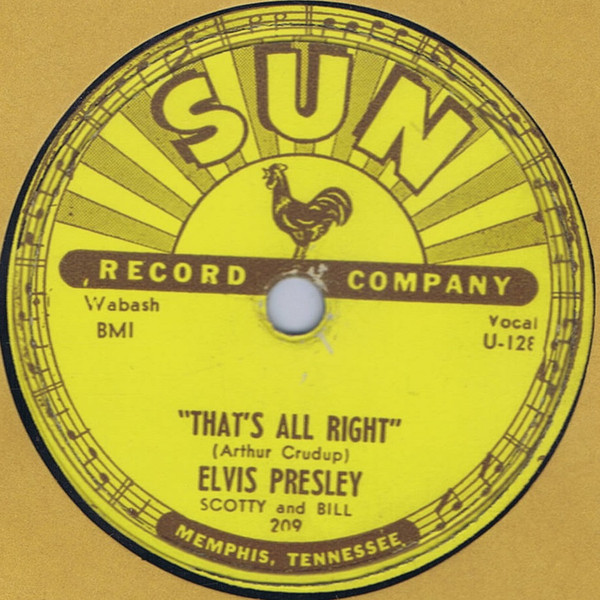 SUN
RECORD COMPANY
Wabash
BMI
Vocal
U-128
"THAT'S ALL RIGHT"
(Arthur Crudup)
ELVIS PRESLEY
SCOTTY and BILL
209
MEMPHIS, TENNESSEE